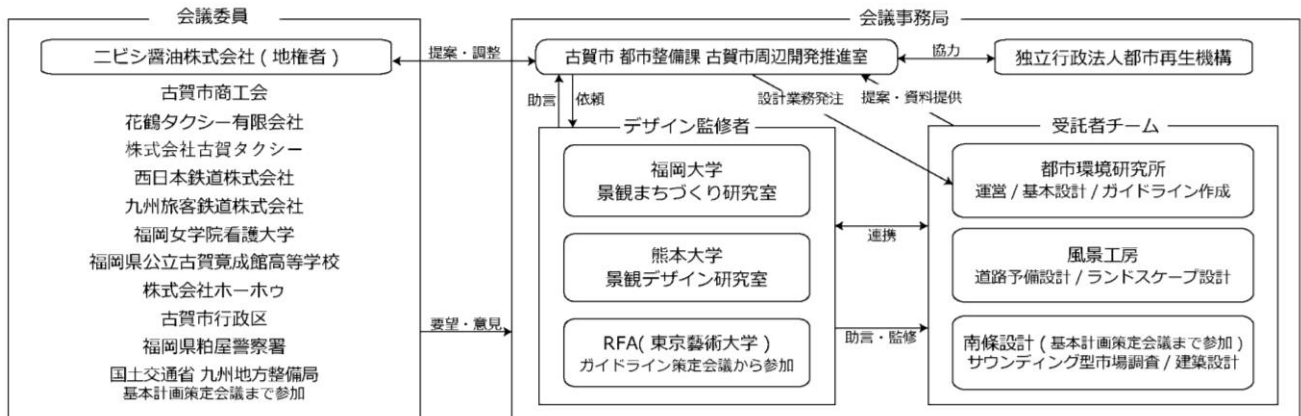 会議委員
ニビシ醤油株式会社 ( 地権者 )
古賀市商工会
花鶴タクシー有限会社
株式会社古賀タクシー
西日本鉄道株式会社
九州旅客鉄道株式会社
福岡女学院看護大学
福岡県公立古賀竟成館高等学校
株式会社ホーホゥ
古賀市行政区
福岡県粕屋警察署
国土交通省 九州地方整備局
基本計画策定会議まで参加
提案・調整
要望・意見
会議事務局
古賀市 都市整備課 古賀市周辺開発推進室
協力
独立行政法人都市再生機構
助言
依頼
設計業務発注
提案・資料提供
デザイン監修者
福岡大学
景観まちづくり研究室
熊本大学
景観デザイン研究室
RFA( 東京藝術大学 )
ガイドライン策定会議から参加
連携
助言・監修
受託者チーム
都市環境研究所
運営 / 基本設計 / ガイドライン作成
風景工房
道路予備設計 / ランドスケープ設計
南條設計 ( 基本計画策定会議まで参加 )
サウンディング型市場調査 / 建築設計